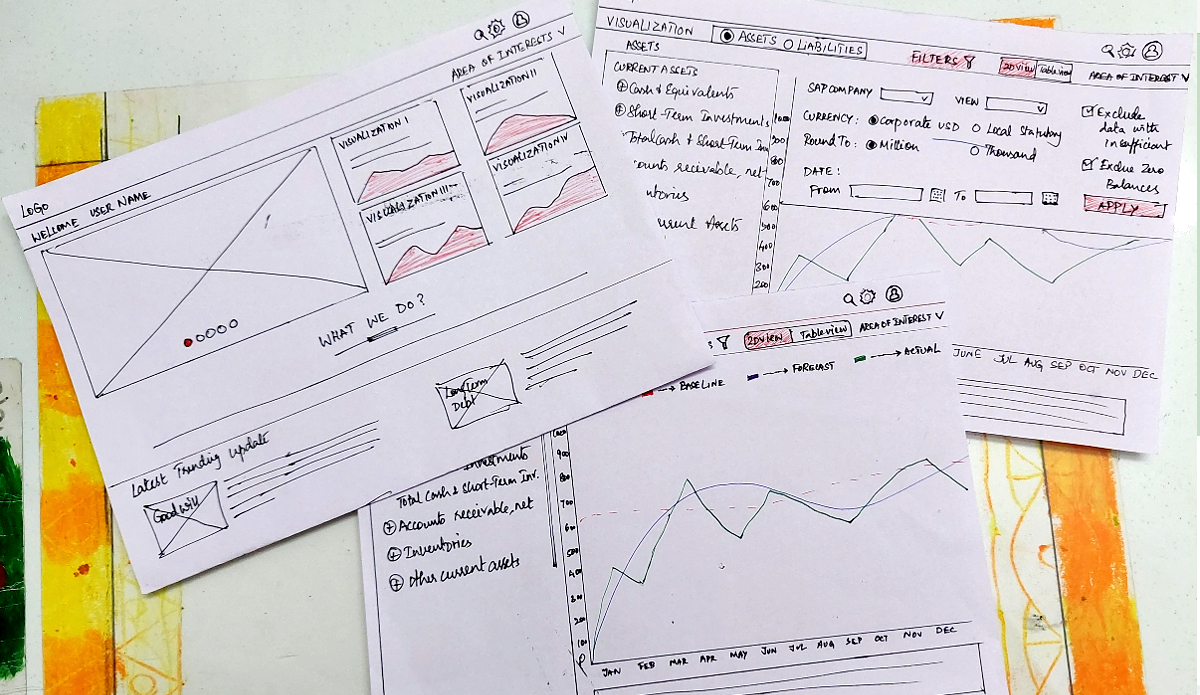 LOGO
WELCOME USER NAME
AREA OF INTERESTS V
VISUALIZATION I
VISUALIZATION II
VISUALIZATION III
VISUALIZATION IV
WHAT WE DO?
Long Term
Debt
Latest Trending Update
Good Will
VISUALIZATION
ASSETS LIABILITIES
FILTERS
2D View Table View
AREA OF INTEREST V
ASSETS
CURRENT ASSETS
Cash & Equivalents
Short-Term Investments
Total Cash & Short-Term Inv
ounts receivable, net
ntories
urrent Assets
1000
900
800
700
600
500
400
300
200
SAP COMPANY
VIEW
CURRENCY: Corporate USD Local Statutory
Round To: Million Thousand
DATE:
From To
Exclude
data with
insufficient
Exclue Zero
Balances
APPLY
JUNE JUL AUG SEP OCT NOV DEC
S
2D View Table View AREA OF INTEREST V
BASELINE FORECAST ACTUAL
Investments
Total Cash & Short-Term Inv.
Accounts receivable, net
Inventories
Other current assets
900
800
700
600
500
400
300
200
100
0
JAN FEB MAR APR MAY JUN JUL AUG SEP OCT NOV DEC